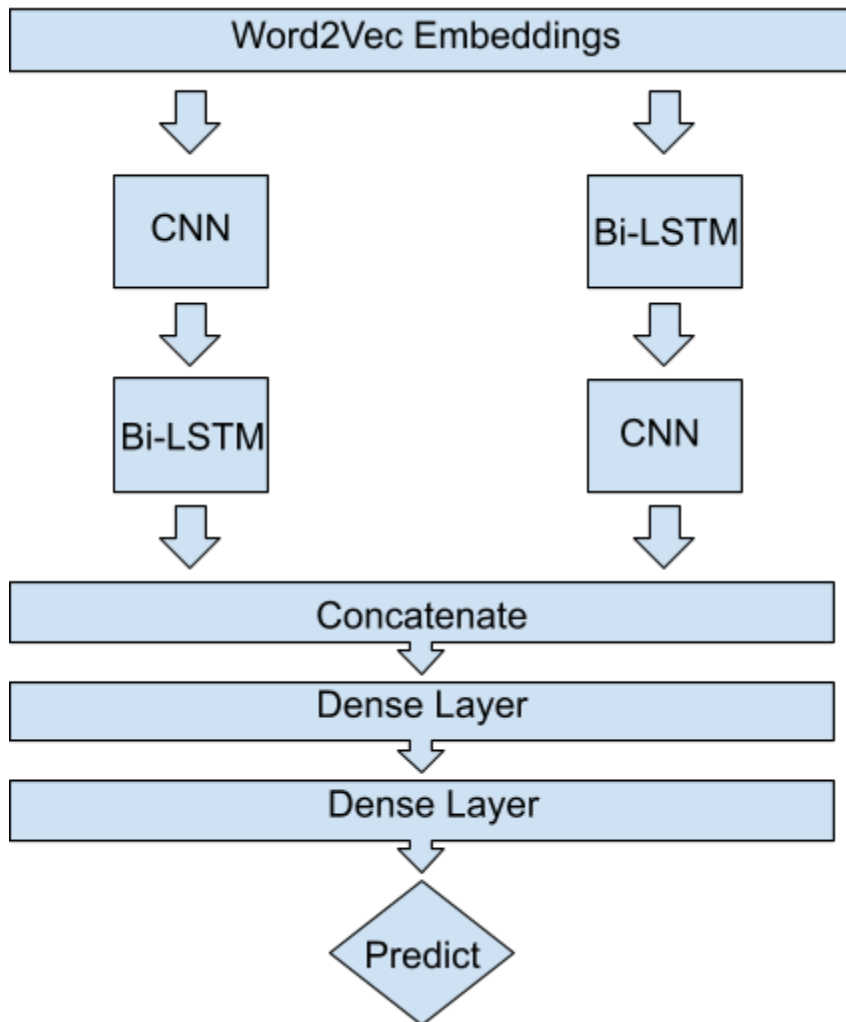 Word2Vec Embeddings
CNN
Bi-LSTM
Bi-LSTM
CNN
Concatenate
Dense Layer
Dense Layer
Predict